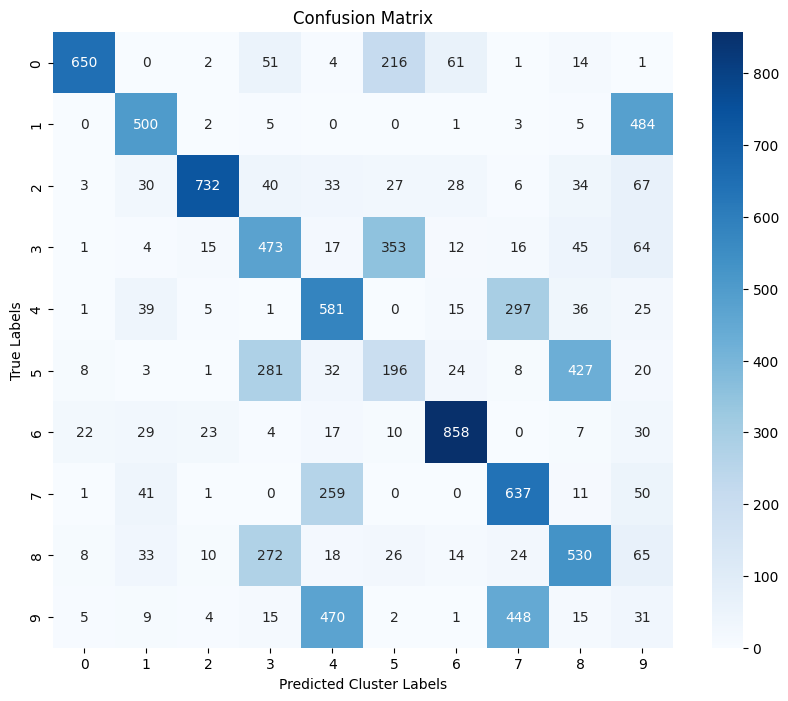 Confusion Matrix
0 650 0 2 51 4 216 61 1 14 1
1 0 500 2 5 0 0 1 3 5 484
2 3 30 732 40 33 27 28 6 34 67
3 1 4 15 473 17 353 12 16 45 64
4 1 39 5 1 581 0 15 297 36 25
5 8 3 1 281 32 196 24 8 427 20
6 22 29 23 4 17 10 858 0 7 30
7 1 41 1 0 259 0 0 637 11 50
8 8 33 10 272 18 26 14 24 530 65
9 5 9 4 15 470 2 1 448 15 31
0 1 2 3 4 5 6 7 8 9
Predicted Cluster Labels
True Labels
800
700
600
500
400
300
200
100
0